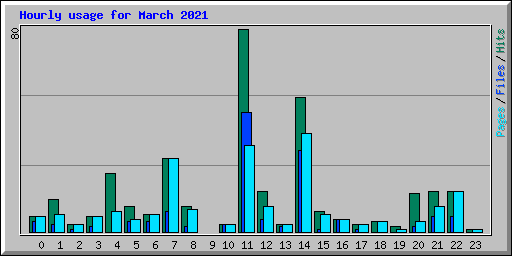 Hourly usage for March 2021
80
Pages/Files/Hits
0 1 2 3 4 5 6 7 8 9 10 11 12 13 14 15 16 17 18 19 20 21 22 23